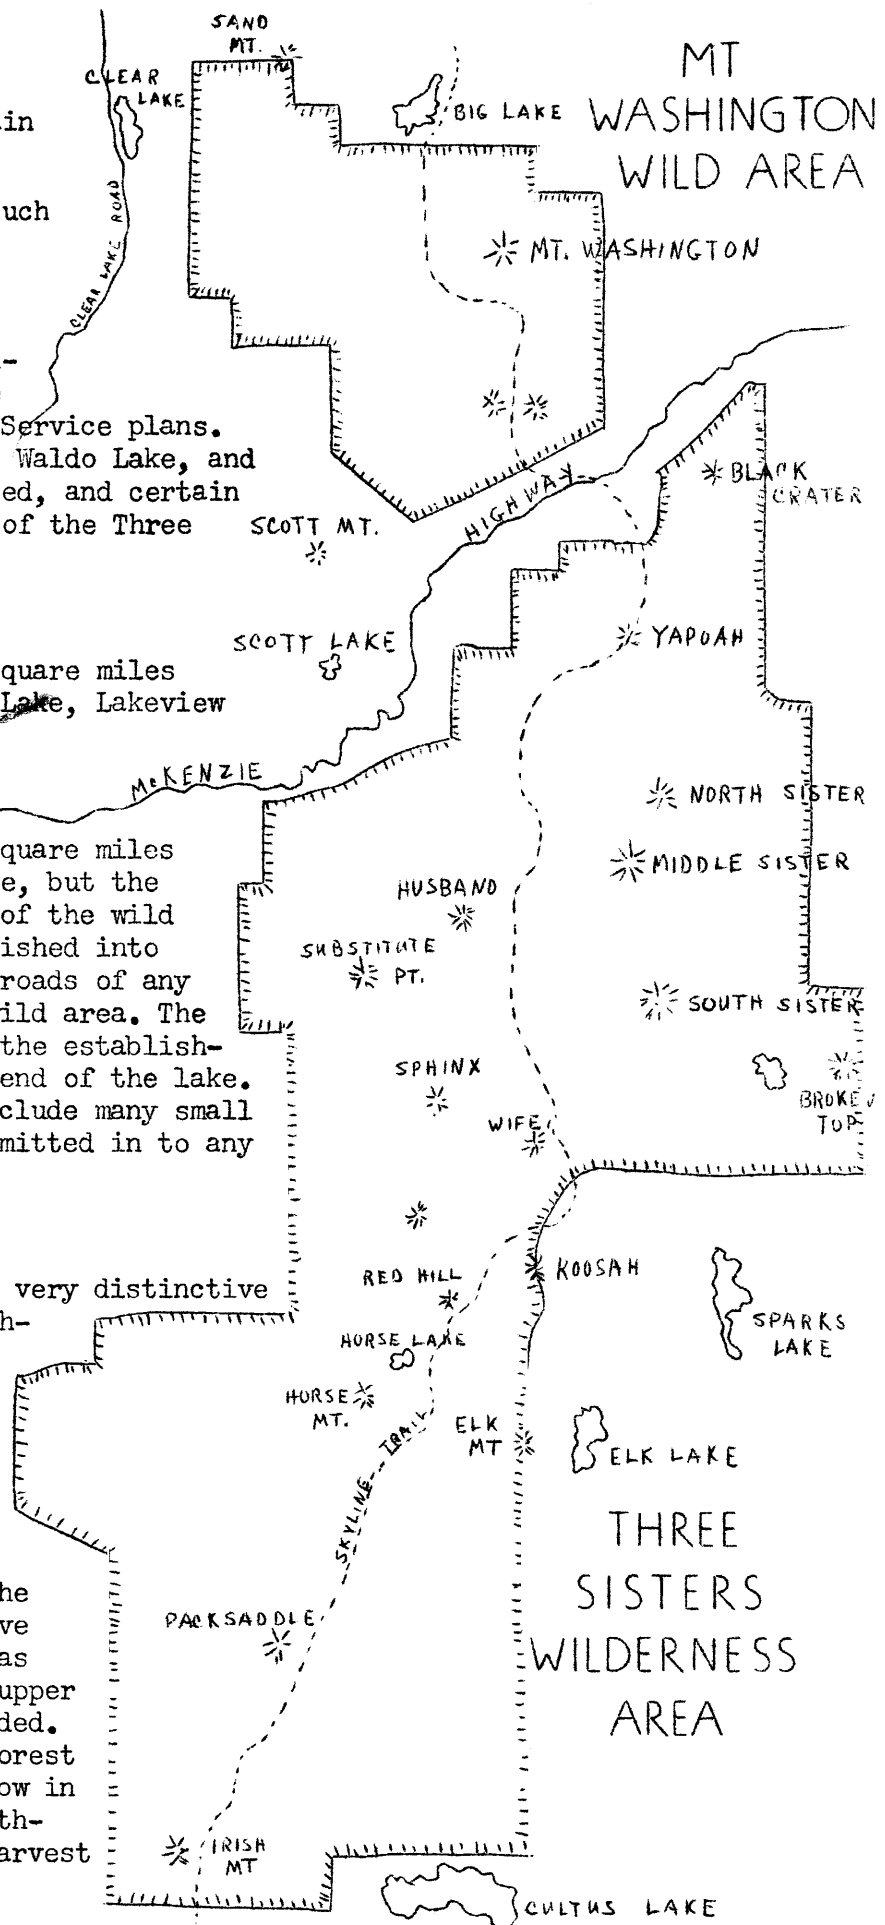 SAND
MT.
CLEAR
LAKE
BIG LAKE
MT
WASHINGTON
WILD AREA
in
uch
CLEAR LAKE ROAD
MT. WASHINGTON
Service plans.
Waldo Lake, and
ed, and certain
of the Three
SCOTT MT.
HIGHWAY
BLACK
CRATER
SCOTT LAKE
YAPOAH
quare miles
Lake, Lakeview
McKENZIE
NORTH SISTER
MIDDLE SISTER
quare miles
e, but the
of the wild
ished into
roads of any
ild area. The
the establish-
end of the lake.
clude many small
mitted in to any
HUSBAND
SUBSTITUTE
PT.
SOUTH SISTER
SPHINX
BROKEN
TOP
WIFE
very distinctive
h-
KOOSAH
RED HILL
SPARKS
LAKE
HORSE LAKE
HORSE
MT.
ELK
MT
ELK LAKE
SKYLINE TRAIL
THREE
SISTERS
WILDERNESS
AREA
he
ve
as
upper
ded.
orest
ow in
th-
arvest
PACKSADDLE
IRISH
MT
CULTUS LAKE